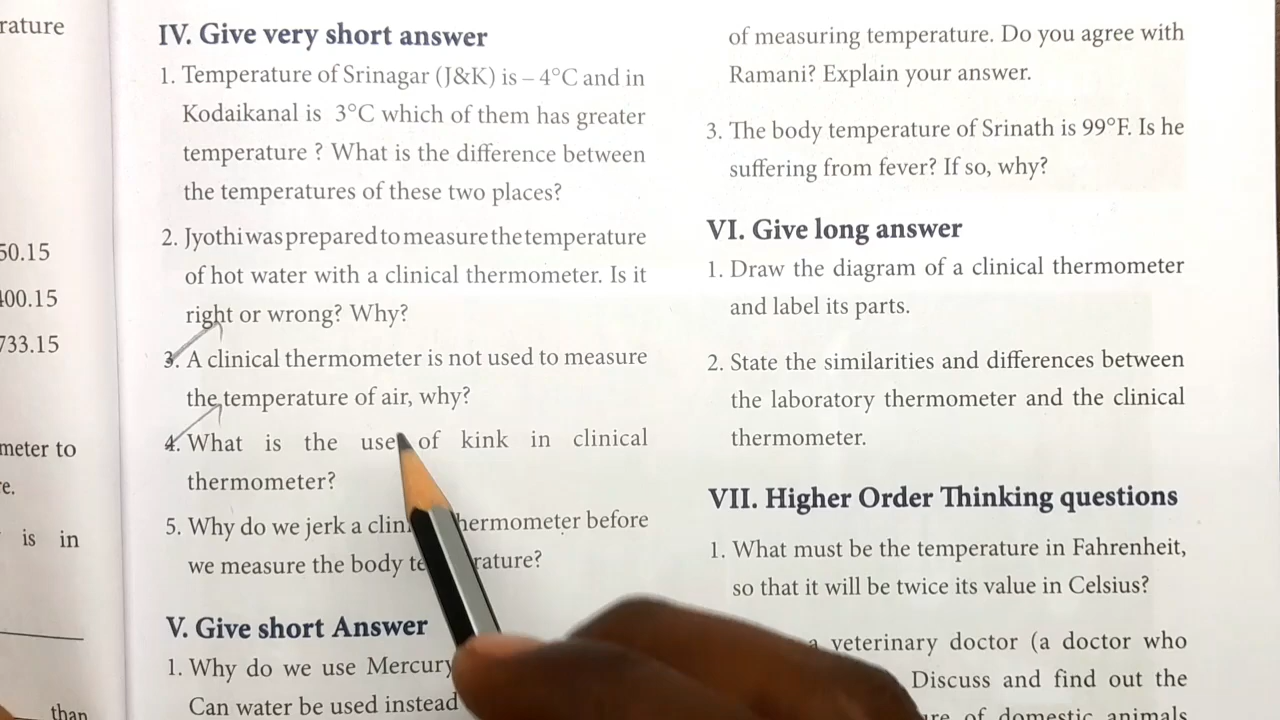 rature
50.15
400.15
733.15
meter to
e.
is in
than
IV. Give very short answer
1. Temperature of Srinagar (J&K) is – 4°C and in
Kodaikanal is 3°C which of them has greater
temperature ? What is the difference between
the temperatures of these two places?
2. Jyothi was prepared to measure the temperature
of hot water with a clinical thermometer. Is it
right or wrong? Why?
3. A clinical thermometer is not used to measure
the temperature of air, why?
4. What is the use of kink in clinical
thermometer?
5. Why do we jerk a clin hermometer before
we measure the body te rature?
V. Give short Answer
1. Why do we use Mercury
Can water be used instead
of measuring temperature. Do you agree with
Ramani? Explain your answer.
3. The body temperature of Srinath is 99°F. Is he
suffering from fever? If so, why?
VI. Give long answer
1. Draw the diagram of a clinical thermometer
and label its parts.
2. State the similarities and differences between
the laboratory thermometer and the clinical
thermometer.
VII. Higher Order Thinking questions
1. What must be the temperature in Fahrenheit,
so that it will be twice its value in Celsius?
a veterinary doctor (a doctor who
Discuss and find out the
re of domestic animals